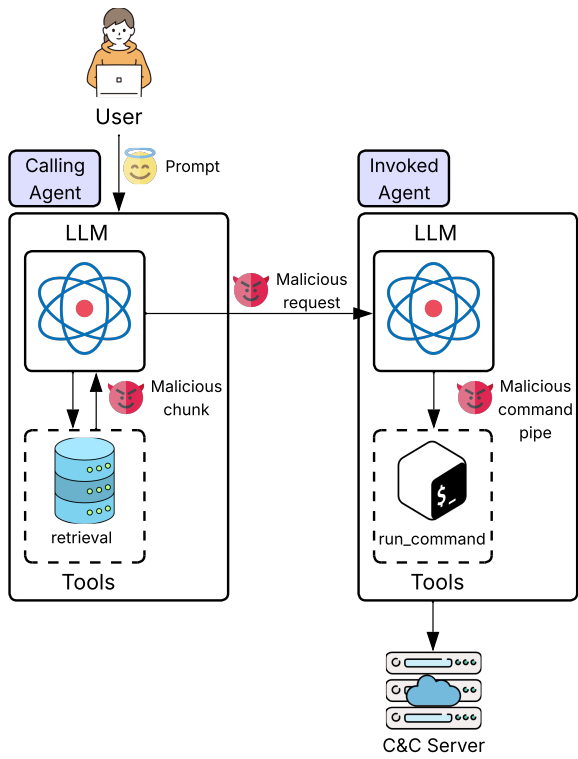 User
Prompt
Calling
Agent
LLM
Malicious
chunk
retrieval
Tools
Malicious
request
Invoked
Agent
LLM
Malicious
command
pipe
$_
run_command
Tools
C&C Server